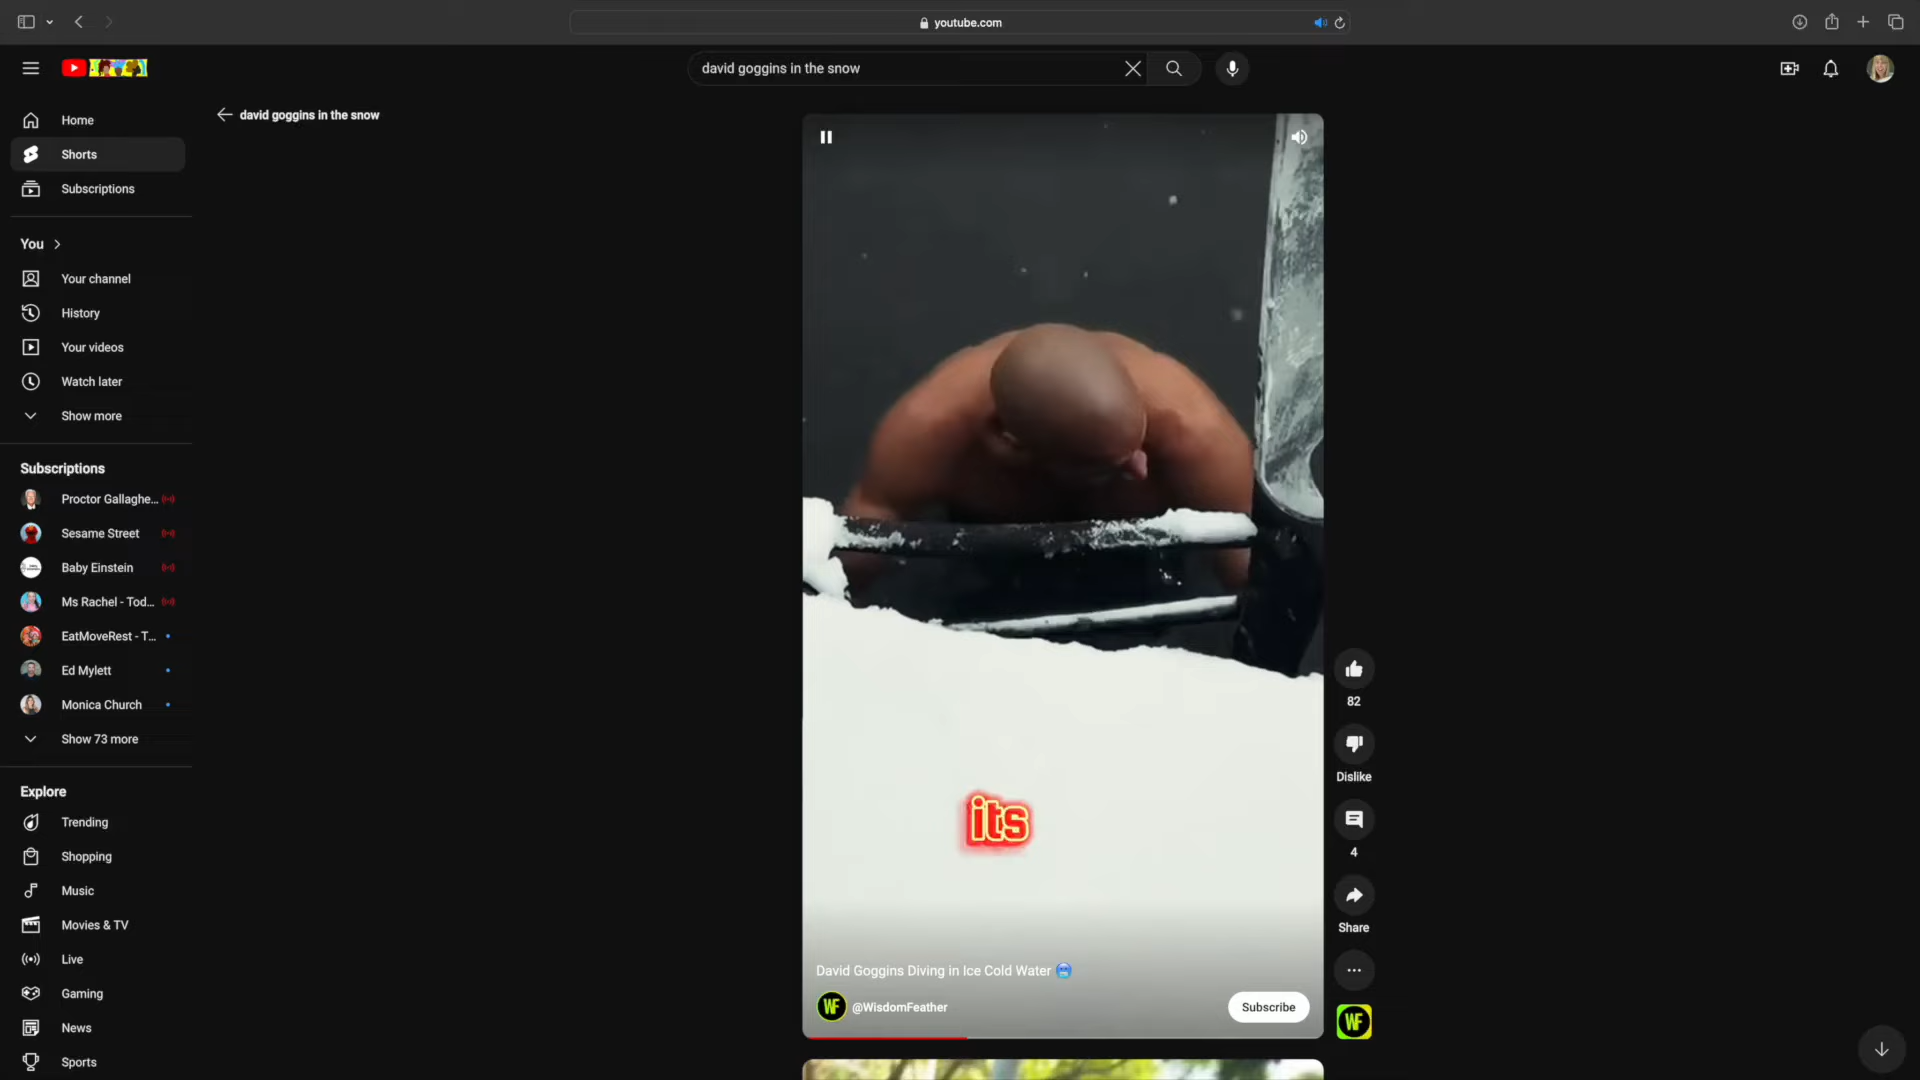 youtube.com
david goggins in the snow
david goggins in the snow
Home
Shorts
Subscriptions
You
Your channel
History
Your videos
Watch later
Show more
Subscriptions
Proctor Gallaghe...
Sesame Street
Baby Einstein
Ms Rachel - Tod...
EatMoveRest - T...
Ed Mylett
Monica Church
Show 73 more
Explore
Trending
Shopping
Music
Movies & TV
Live
Gaming
News
Sports
its
David Goggins Diving in Ice Cold Water
WF
@WisdomFeather
Subscribe
82
Dislike
4
Share
WF